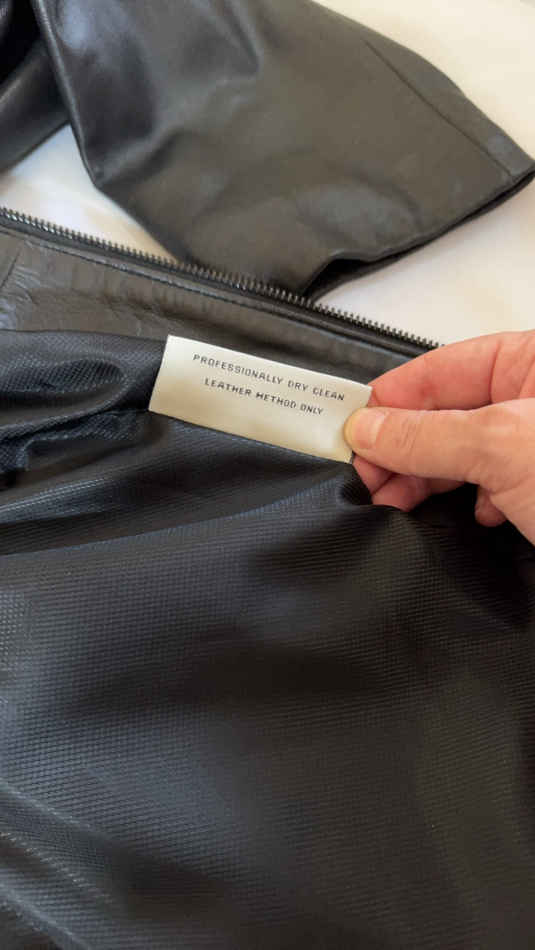 PROFESSIONALLY DRY CLEAN
LEATHER METHOD ONLY